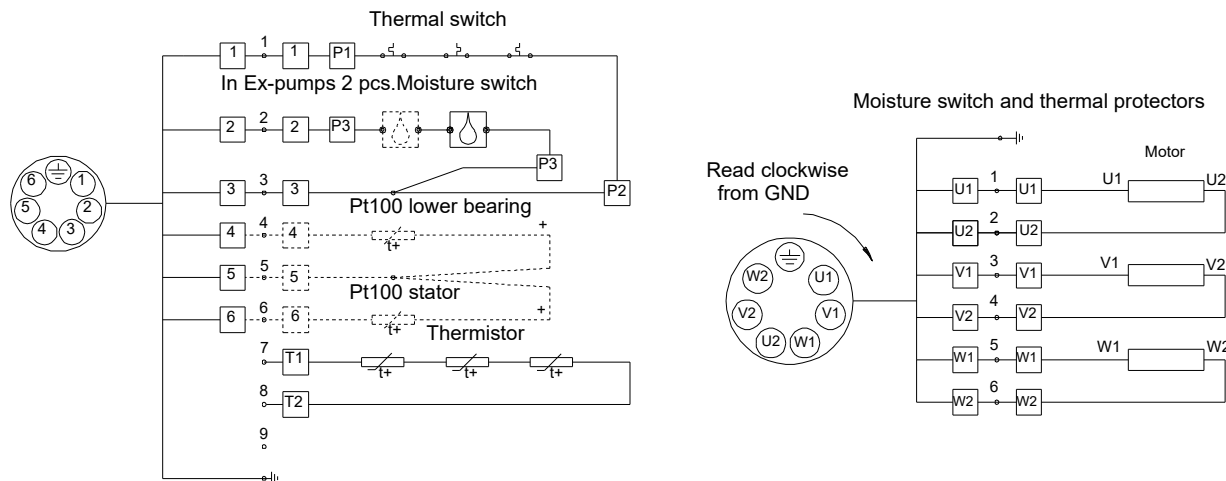 Thermal switch
1 1 1 P1
In Ex-pumps 2 pcs.Moisture switch
2 2 2 P3
P3
3 3 3 P2
Pt100 lower bearing
4 4 4 t+ +
5 5 5
Pt100 stator
6 6 6 t+ +
Thermistor
7 T1 t+ t+ t+
8 T2
9
6 1
5 2
4 3
Moisture switch and thermal protectors
Read clockwise
from GND
Motor
U1 1 U1 U1 U2
U2 2 U2
V1 3 V1 V1 V2
V2 4 V2
W1 5 W1 W1 W2
W2 6 W2
W2 U1
V2 V1
U2 W1